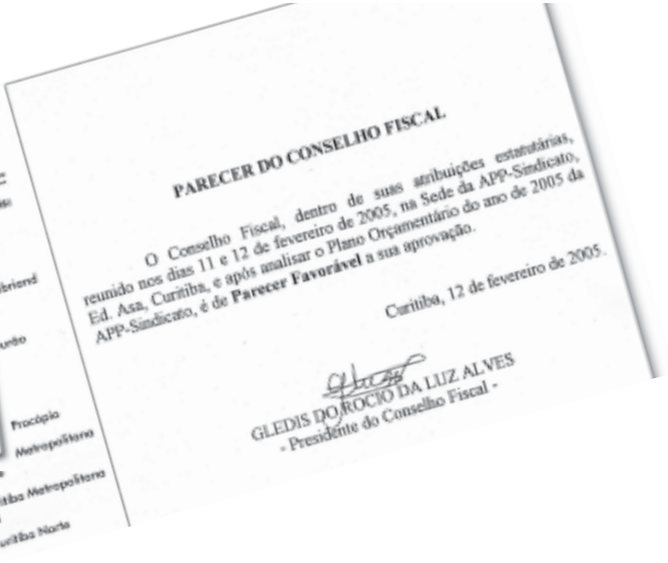 PARECER DO CONSELHO FISCAL
O Conselho Fiscal, dentro de suas atribuições estatutárias,
reunido nos dias 11 e 12 de fevereiro de 2005, na Sede da APP-Sindicato,
Ed. Asa, Curitiba, e após analisar o Plano Orçamentário do ano de 2005 da
APP-Sindicato, é de Parecer Favorável a sua aprovação.
Curitiba, 12 de fevereiro de 2005.
GLEDIS DO ROCIO DA LUZ ALVES
- Presidente do Conselho Fiscal -
Procópio
Metropolitana
itiba Metropolitana
uritiba Norte